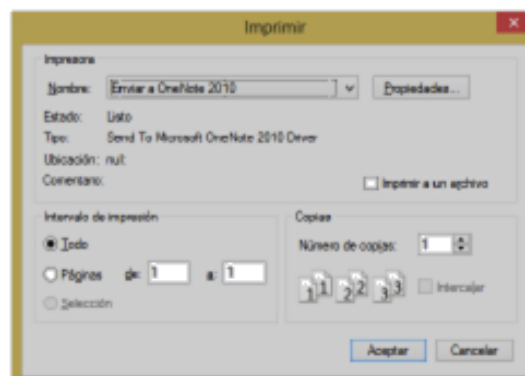 Imprimir
Impresora
Nombre: Enviar a OneNote 2010 Propiedades...
Estado: Listo
Tipo: Send To Microsoft OneNote 2010 Driver
Ubicación: nul:
Comentario: Imprimir a un archivo
Intervalo de impresión Copias
Todo Número de copias: 1
Páginas de: 1 a: 1
1 1 2 2 3 3 Intercalar
Selección
Aceptar Cancelar